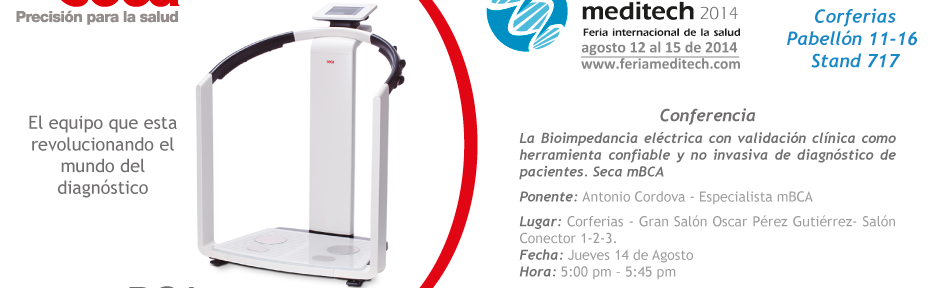 Precisión para la salud
El equipo que esta
revolucionando el
mundo del
diagnóstico
seca
meditech 2014
Feria internacional de la salud
agosto 12 al 15 de 2014
www.feriameditech.com
Corferias
Pabellón 11-16
Stand 717
Conferencia
La Bioimpedancia eléctrica con validación clínica como
herramienta confiable y no invasiva de diagnóstico de
pacientes. Seca mBCA
Ponente: Antonio Cordova - Especialista mBCA
Lugar: Corferias - Gran Salón Oscar Pérez Gutiérrez- Salón
Conector 1-2-3.
Fecha: Jueves 14 de Agosto
Hora: 5:00 pm - 5:45 pm